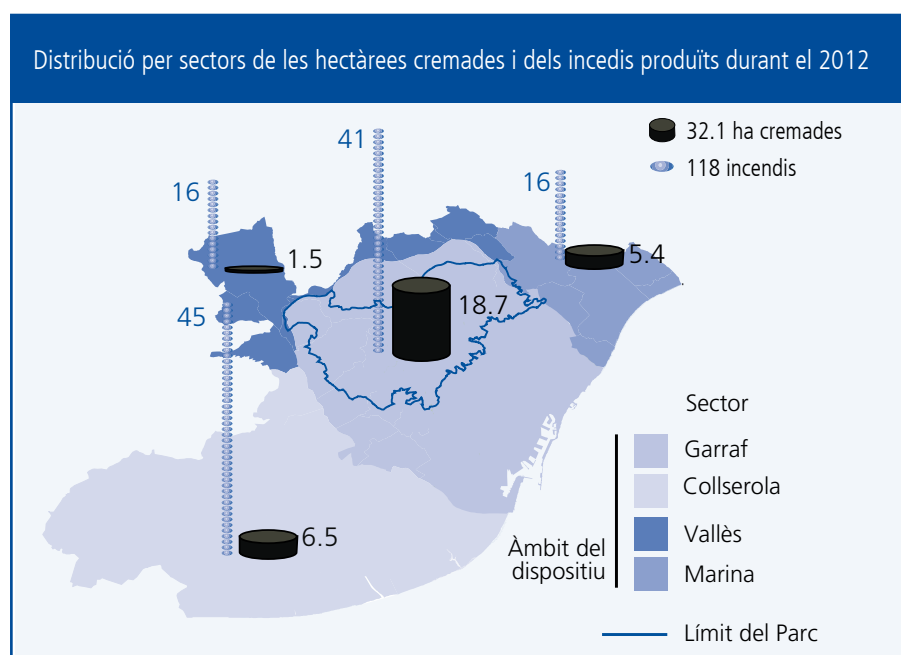 Distribució per sectors de les hectàrees cremades i dels incedis produïts durant el 2012
41
32.1 ha cremades
118 incendis
16
16
1.5
5.4
45
18.7
6.5
Sector
Garraf
Collserola
Vallès
Marina
Àmbit del
dispositiu
Límit del Parc